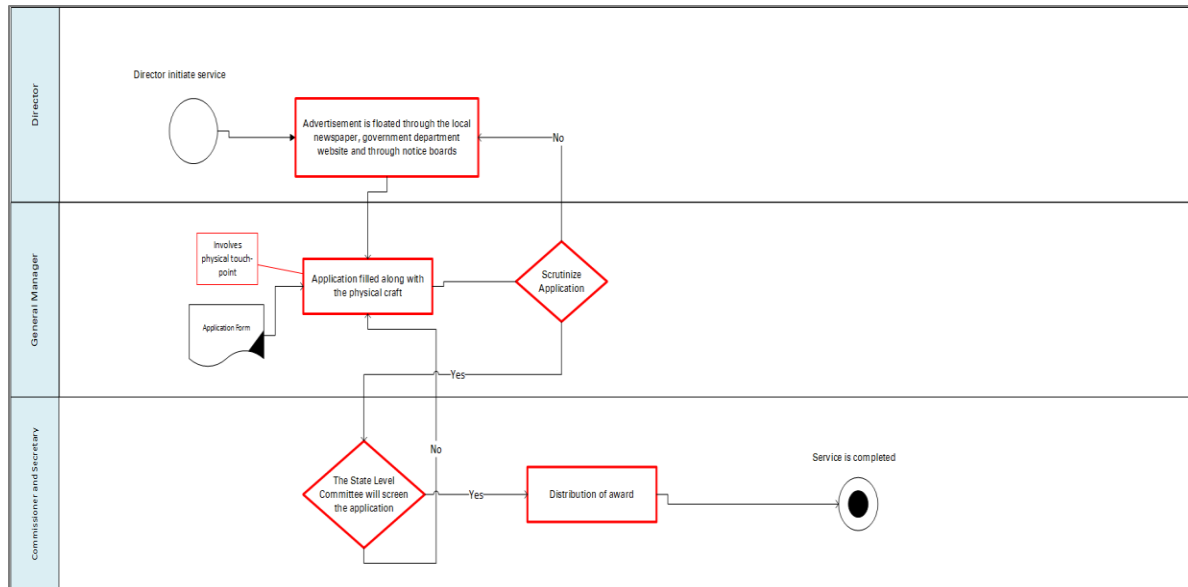 Director
Director initiate service
Advertisement is floated through the local
newspaper, government department
website and through notice boards
No
General Manager
Involves
physical touch-
point
Application filled along with
the physical craft
Scrutinize
Application
Application Form
Yes
Commissioner and Secretary
No
The State Level
Committee will screen
the application
Yes
Distribution of award
Service is completed